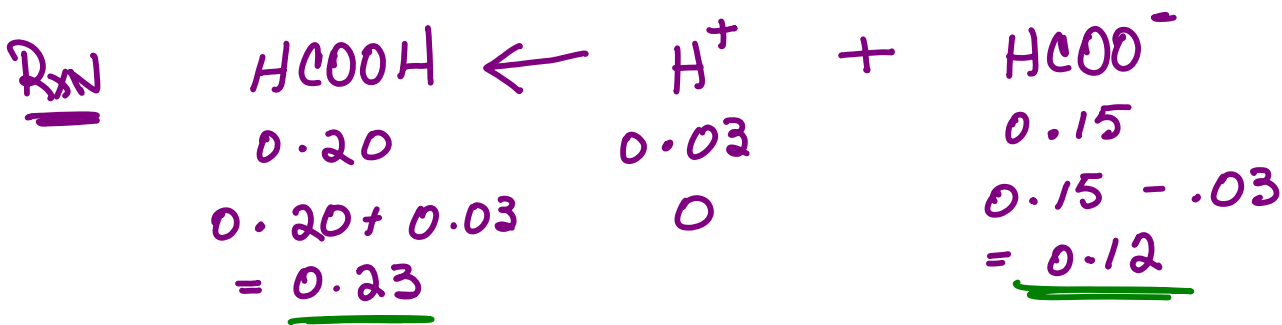 RXN HCOOH ← H⁺ + HCOO⁻
0.20 0.03 0.15
0.20 + 0.03 0 0.15 - .03
= 0.23 = 0.12